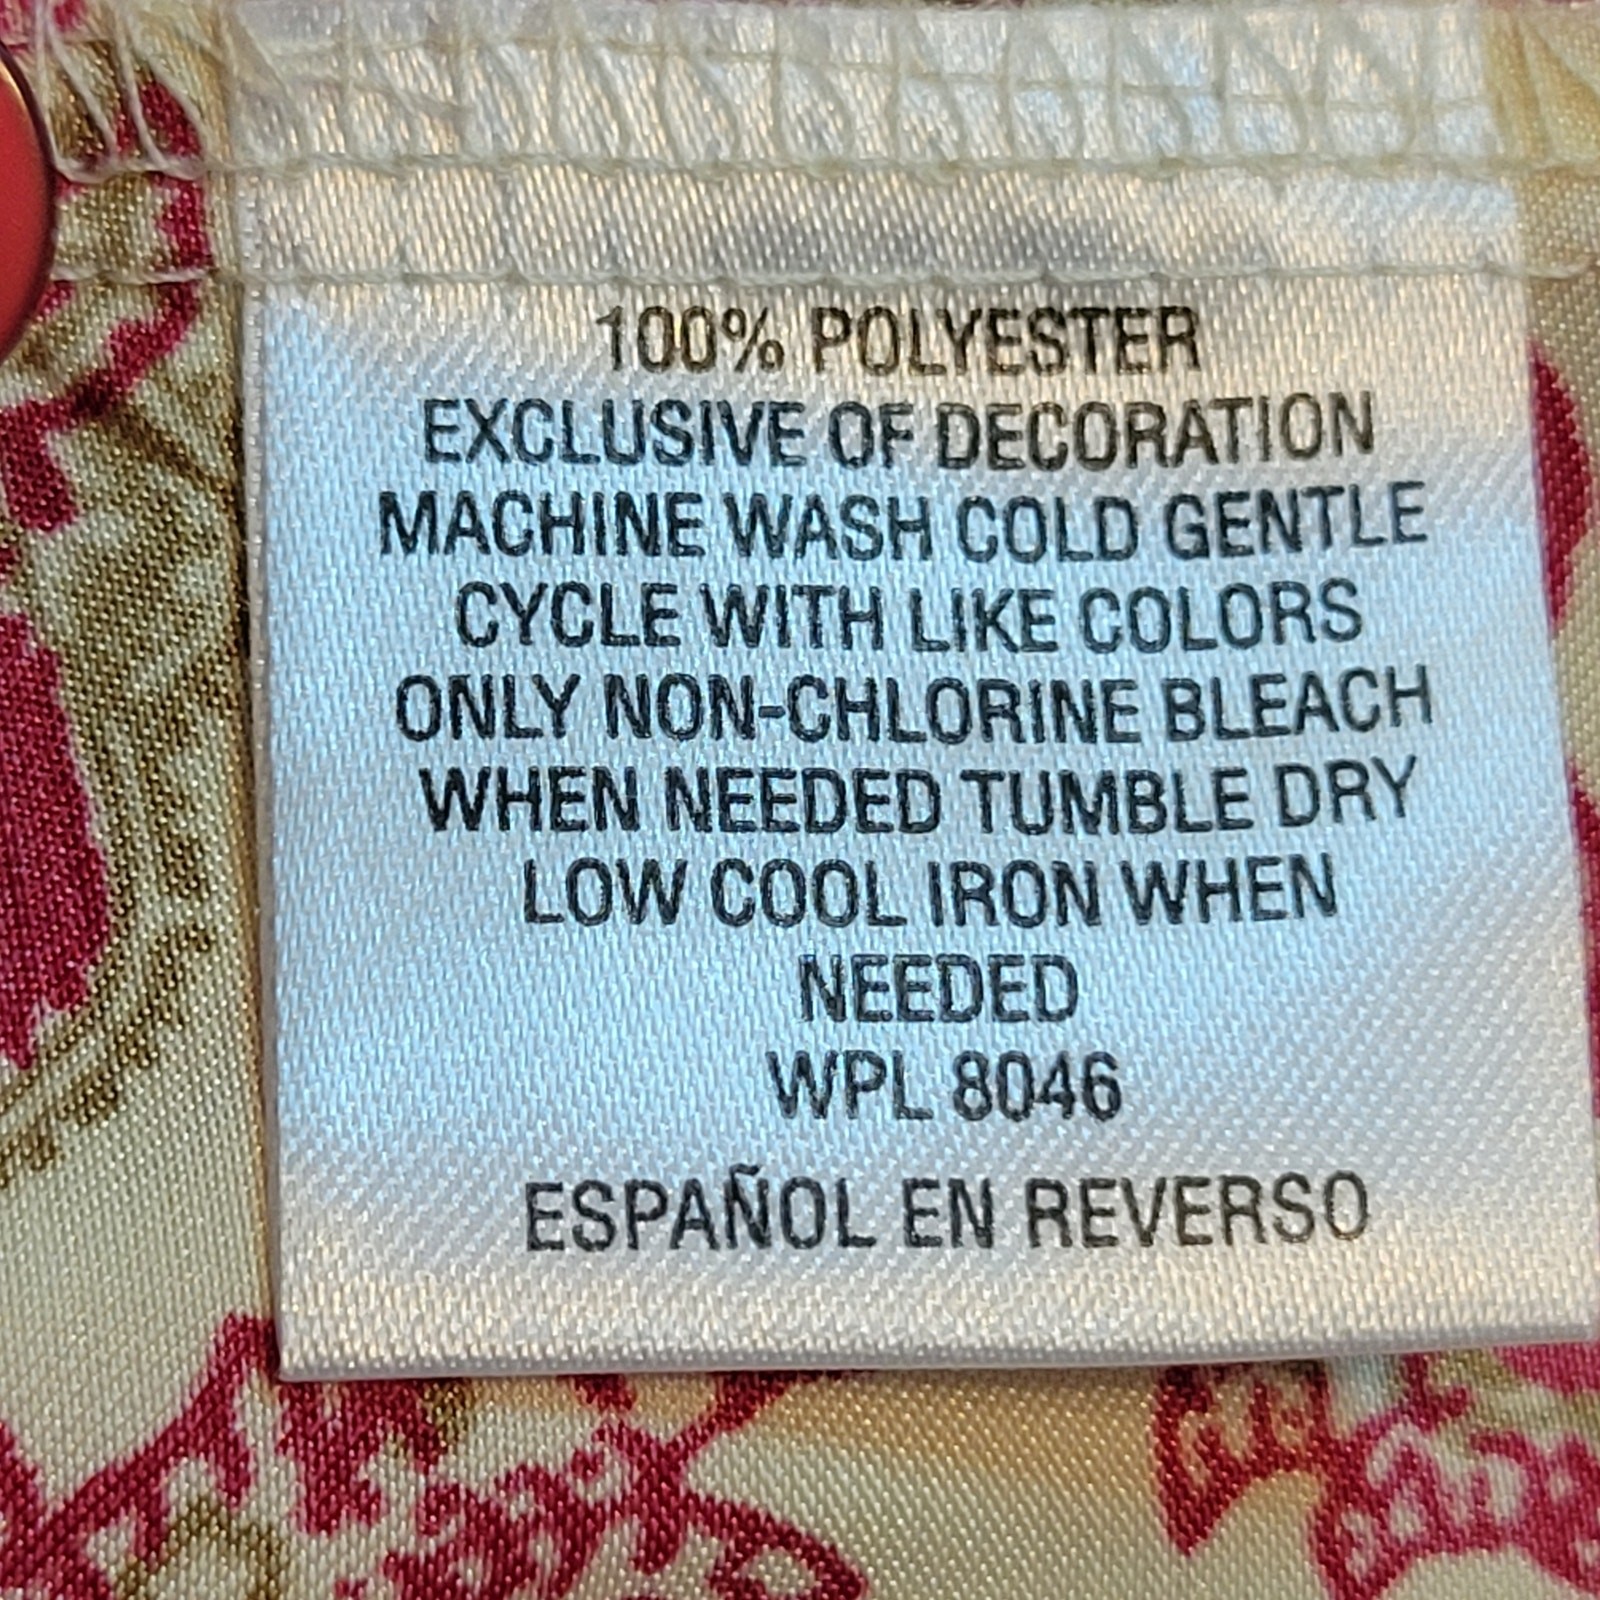 100% POLYESTER
EXCLUSIVE OF DECORATION
MACHINE WASH COLD GENTLE
CYCLE WITH LIKE COLORS
ONLY NON-CHLORINE BLEACH
WHEN NEEDED TUMBLE DRY
LOW COOL IRON WHEN
NEEDED
WPL 8046
ESPAÑOL EN REVERSO